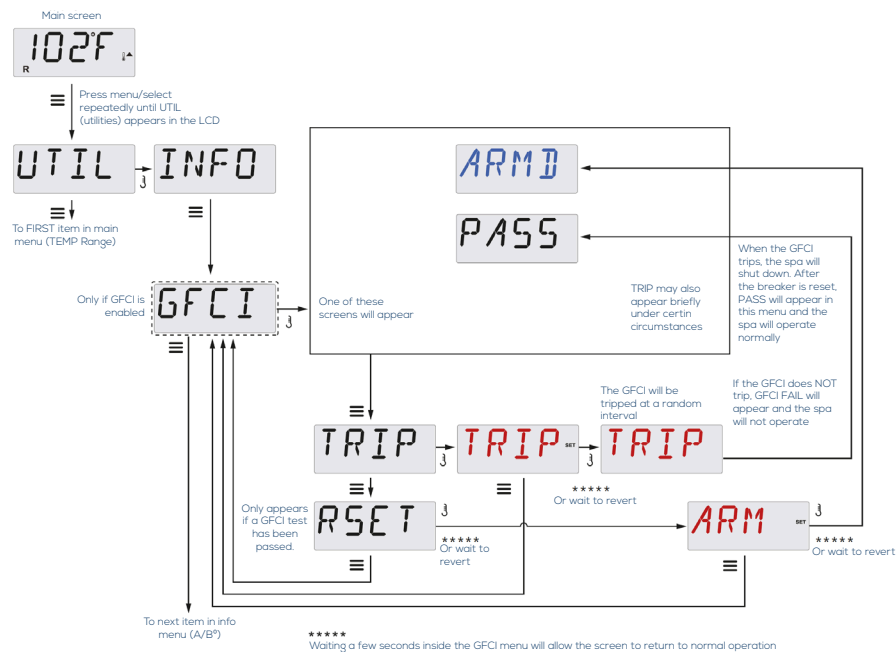 Main screen
102°F
R
Press menu/select
repeatedly until UTIL
(utilities) appears in the LCD
UTIL
INFO
To FIRST item in main
menu (TEMP Range)
ARMD
PASS
When the GFCI
trips, the spa will
shut down. After
the breaker is reset,
PASS will appear in
this menu and the
spa will operate
normally
Only if GFCI is
enabled
GFCI
One of these
screens will appear
TRIP may also
appear briefly
under certin
circumstances
If the GFCI does NOT
trip, GFCI FAIL will
appear and the spa
will not operate
The GFCI will be
tripped at a random
interval
TRIP
TRIP
SET
TRIP
*****
Or wait to revert
Only appears
if a GFCI test
has been
passed.
RSET
*****
Or wait to
revert
ARM
SET
*****
Or wait to revert
To next item in info
menu (A/Bº)
*****
Waiting a few seconds inside the GFCI menu will allow the screen to return to normal operation